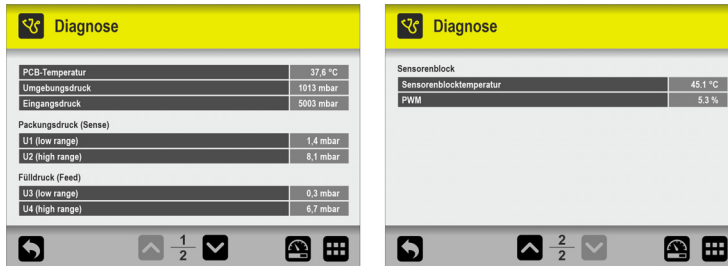 Diagnose
PCB-Temperatur 37,6 °C
Umgebungsdruck 1013 mbar
Eingangsdruck 5003 mbar
Packungsdruck (Sense)
U1 (low range) 1,4 mbar
U2 (high range) 8,1 mbar
Fülldruck (Feed)
U3 (low range) 0,3 mbar
U4 (high range) 6,7 mbar
1
2
Diagnose
Sensorenblock
Sensorenblocktemperatur 45.1 °C
PWM 5.3 %
2
2